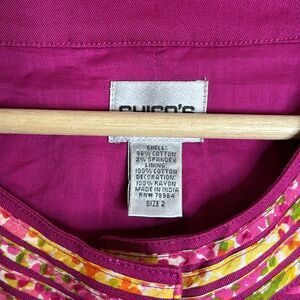 CHICO'S
SHELL:
98% COTTON
2% SPANDEX
LINING:
100% COTTON
DECORATION:
100% RAYON
MADE IN INDIA
RN# 79984
SIZE 2